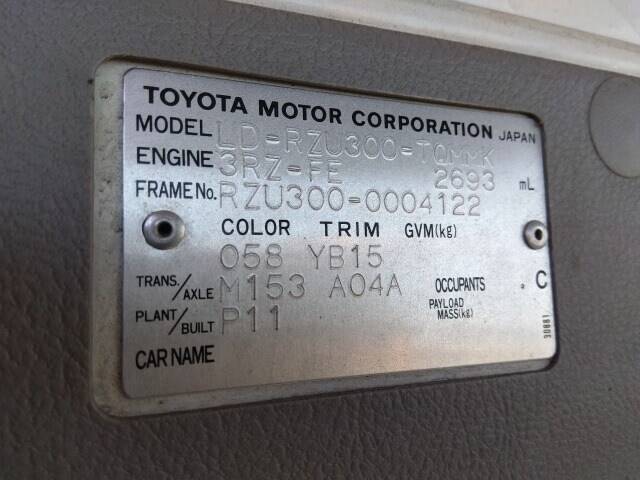 TOYOTA MOTOR CORPORATION JAPAN
MODEL LD-RZU300-TQMMK
ENGINE 3RZ-FE 2693 mL
FRAME No. RZU300-0004122
COLOR TRIM GVM(kg)
058 YB15
TRANS./AXLE M153 A04A OCCUPANTS . C
PLANT/BUILT P11 PAYLOAD MASS(kg)
CAR NAME
30881